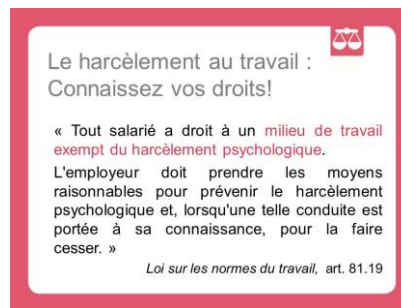 Le harcèlement au travail :
Connaissez vos droits!
« Tout salarié a droit à un milieu de travail
exempt du harcèlement psychologique.
L'employeur doit prendre les moyens
raisonnables pour prévenir le harcèlement
psychologique et, lorsqu'une telle conduite est
portée à sa connaissance, pour la faire
cesser. »
Loi sur les normes du travail, art. 81.19